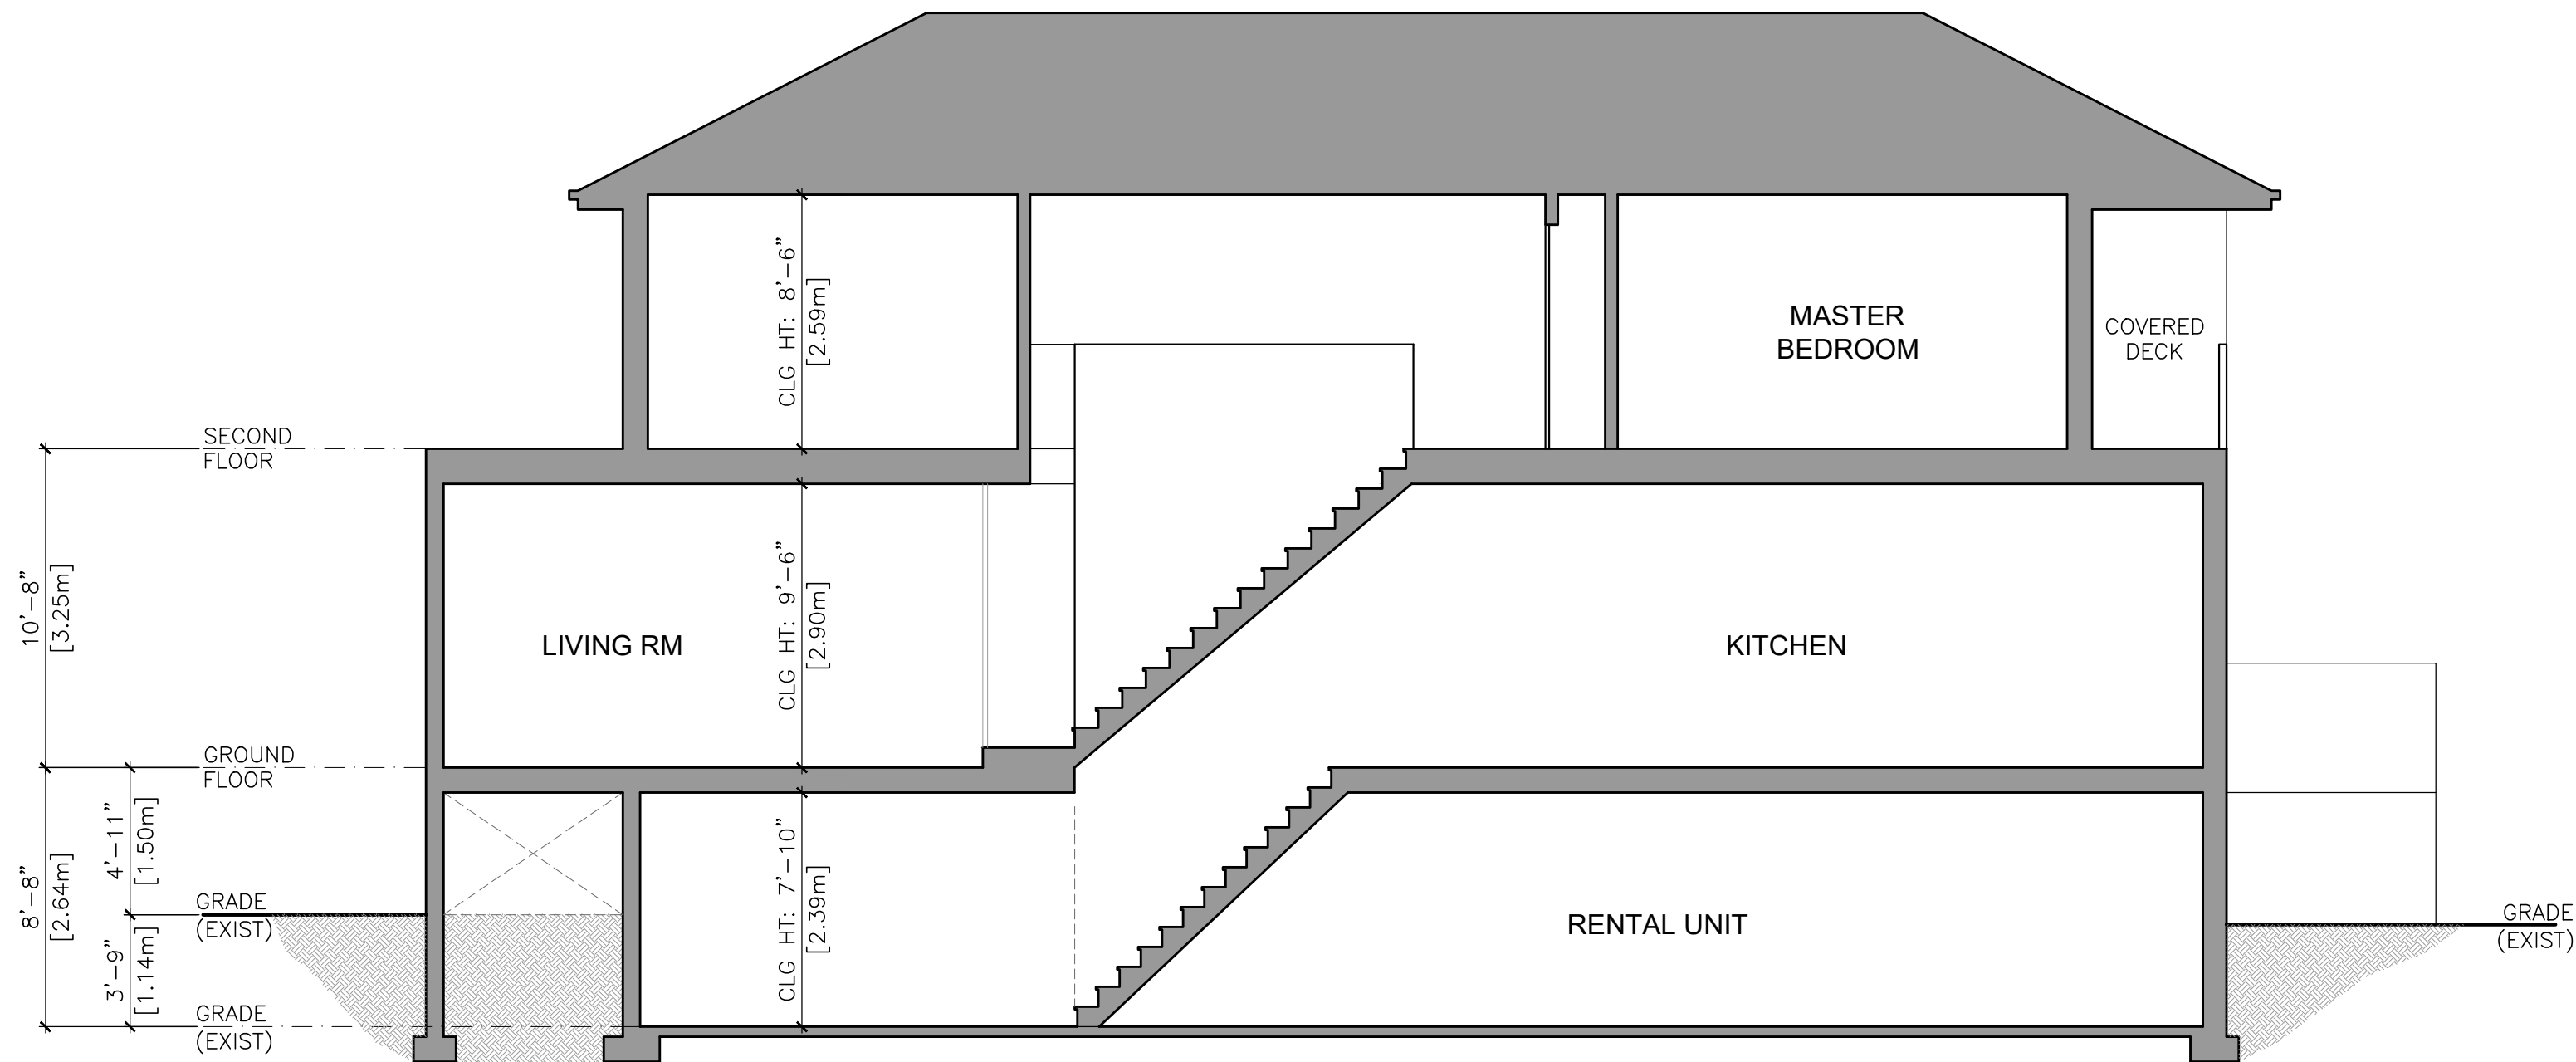 CLG HT: 8'-6"
[2.59m]
MASTER
BEDROOM
COVERED
DECK
SECOND
FLOOR
10'-8"
[3.25m]
CLG HT: 9'-6"
[2.90m]
LIVING RM
KITCHEN
GROUND
FLOOR
8'-8"
[2.64m]
4'-11"
[1.50m]
CLG HT: 7'-10"
[2.39m]
RENTAL UNIT
GRADE
(EXIST)
GRADE
(EXIST)
3'-9"
[1.14m]
GRADE
(EXIST)